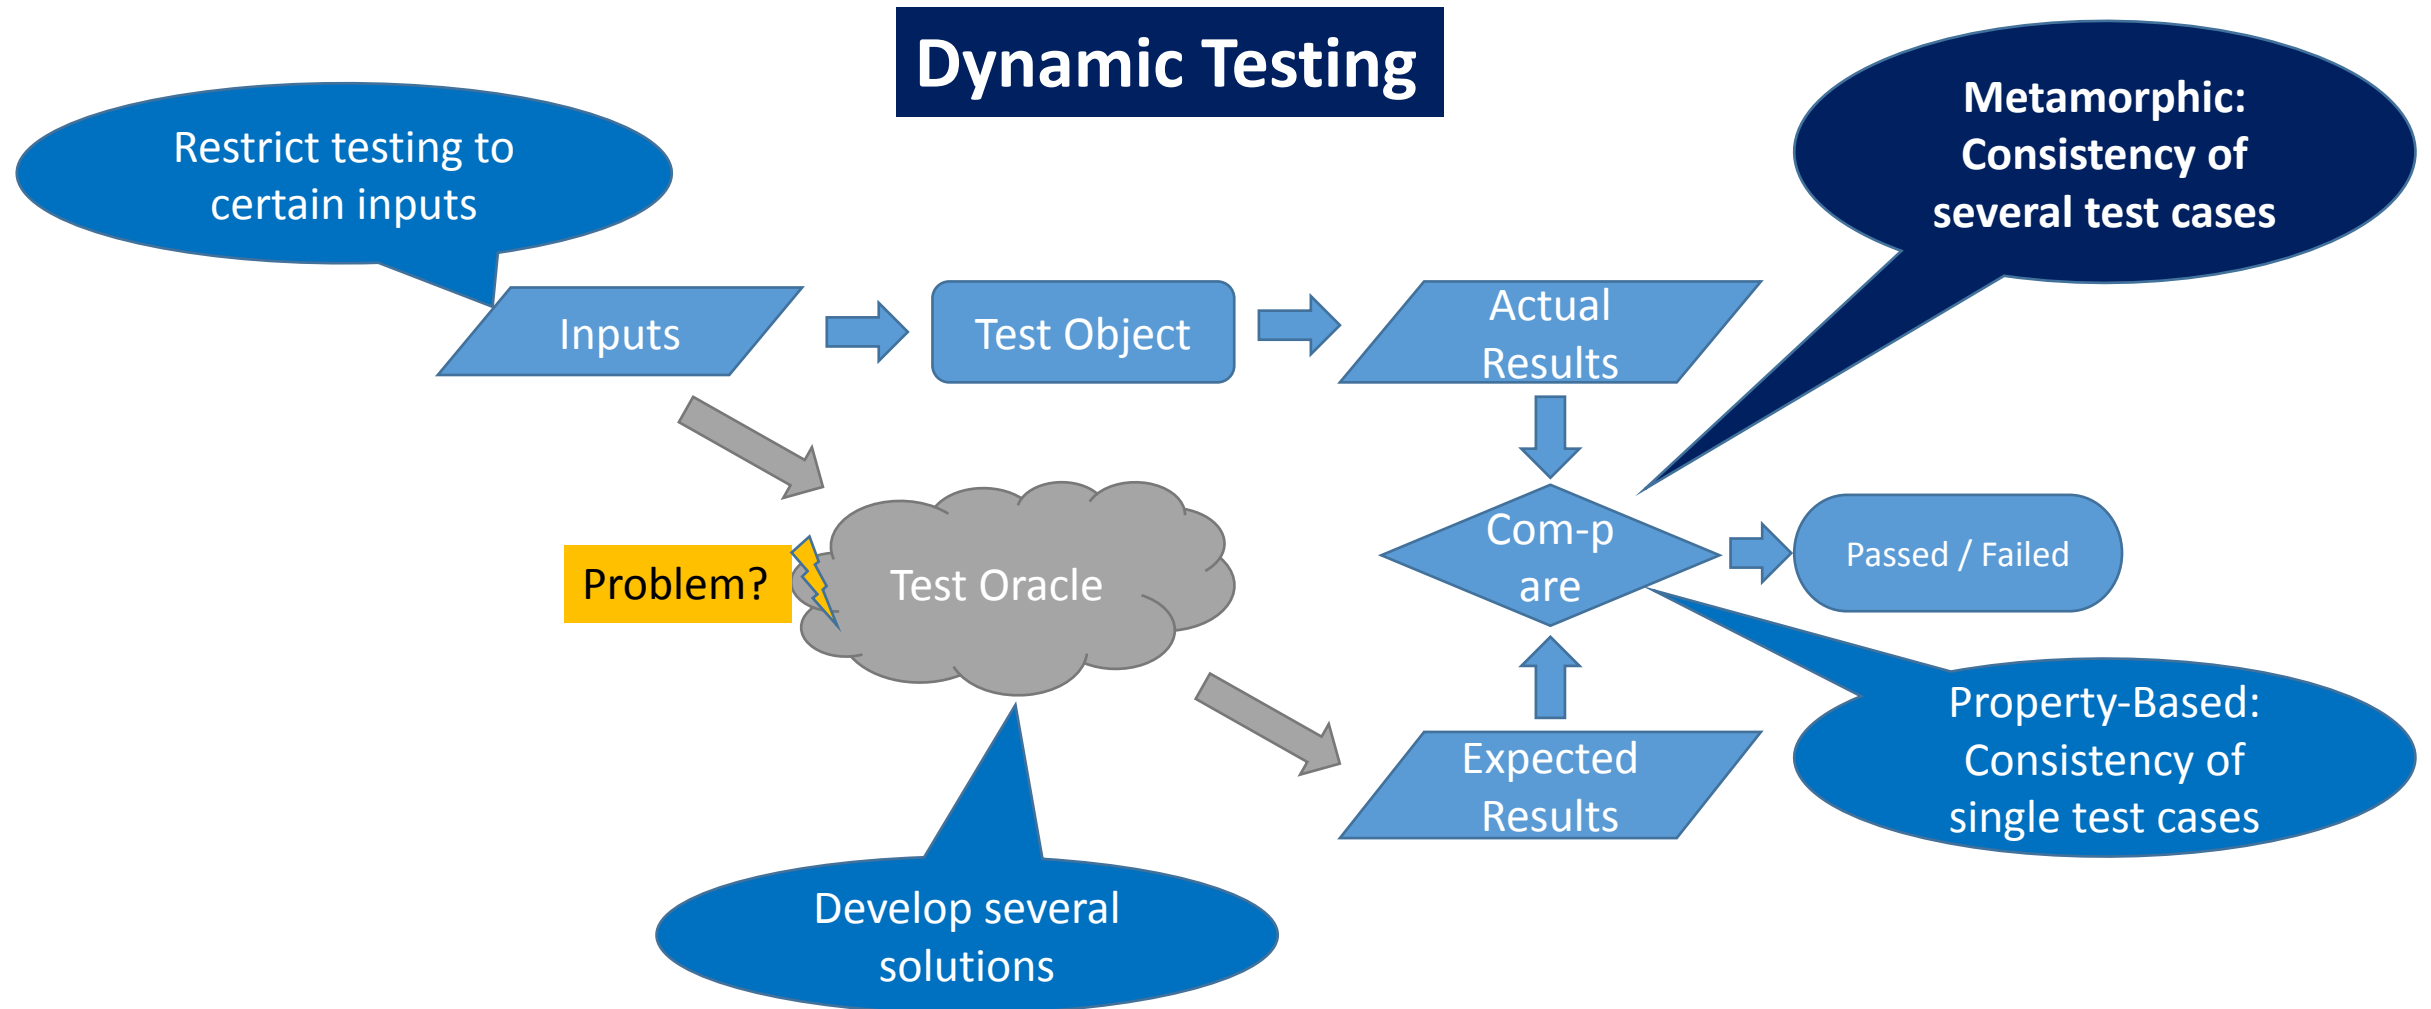 Dynamic Testing
Restrict testing to
certain inputs
Metamorphic:
Consistency of
several test cases
Inputs
Test Object
Actual
Results
Problem?
Test Oracle
Com-p
are
Passed / Failed
Expected
Results
Property-Based:
Consistency of
single test cases
Develop several
solutions